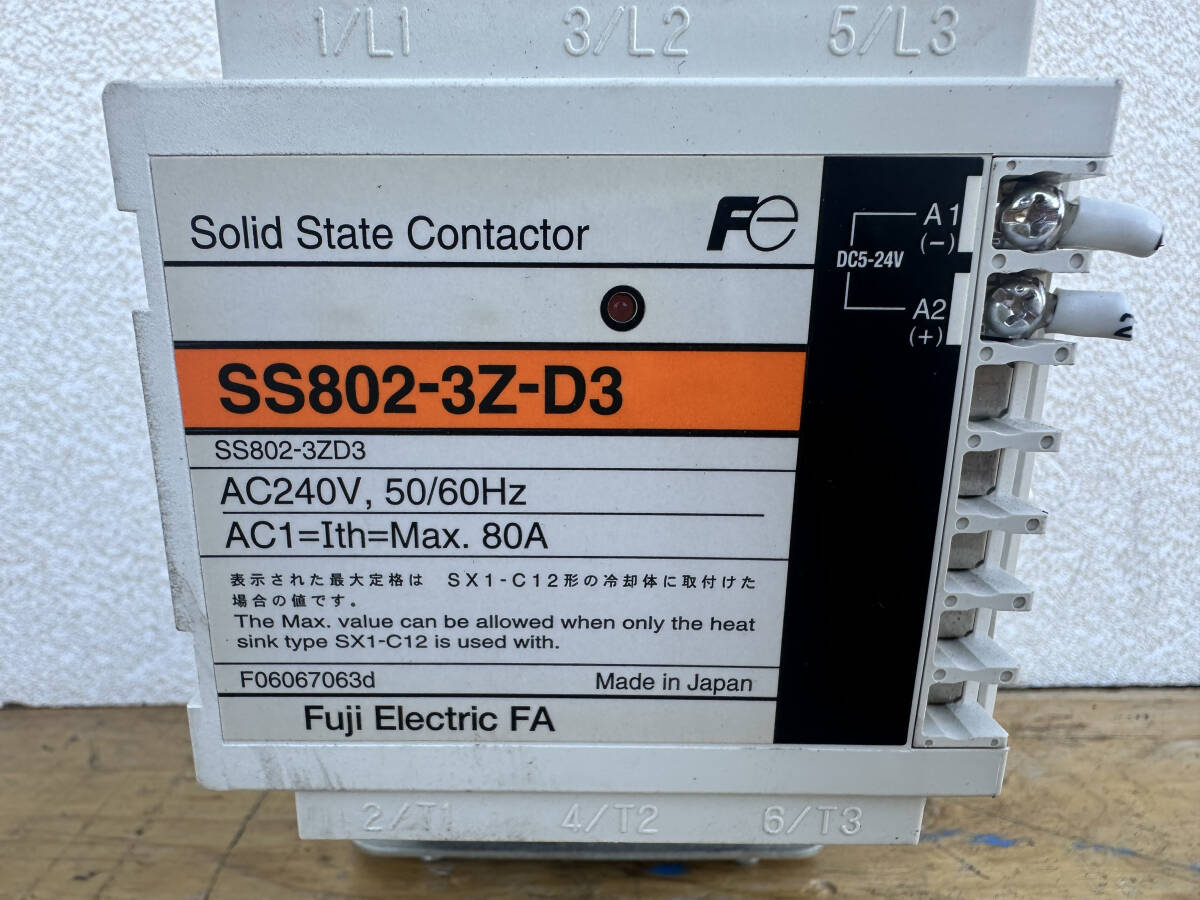 1/L1 3/L2 5/L3
Solid State Contactor
Fe
A1
(−)
DC5-24V
A2
(+)
SS802-3Z-D3
SS802-3ZD3
AC240V, 50/60Hz
AC1=Ith=Max. 80A
表示された最大定格は SX1-C12形の冷却体に取付けた
場合の値です。
The Max. value can be allowed when only the heat
sink type SX1-C12 is used with.
F06067063d Made in Japan
Fuji Electric FA
2/T1 4/T2 6/T3